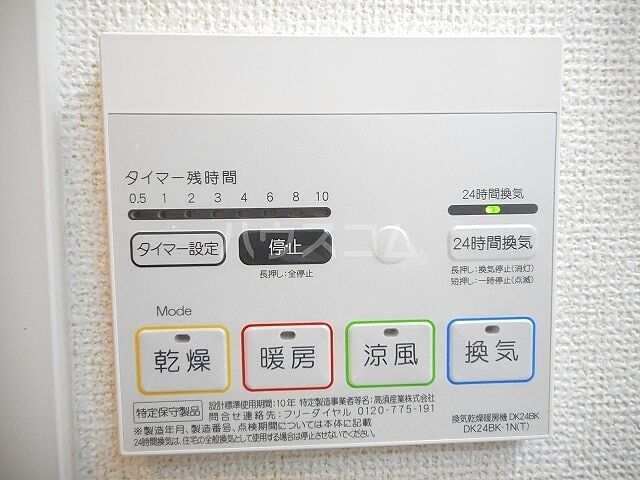 タイマー残時間
0.5 1 2 3 4 6 8 10
24時間換気
タイマー設定
停止
24時間換気
長押し:全停止
長押し:換気停止(消灯)
短押し:一時停止(点滅)
ハウスコム
Mode
乾燥
暖房
涼風
換気
特定保守製品
設計標準使用期間:10年 特定製造事業者等名:高須産業株式会社
問合せ連絡先:フリーダイヤル 0120-775-191
※製造年月、製造番号、点検期間については本体に記載
24時間換気は、住宅の全般換気として使用する場合は停止させないでください。
換気乾燥暖房機 DK24BK
DK24BK-1N(T)